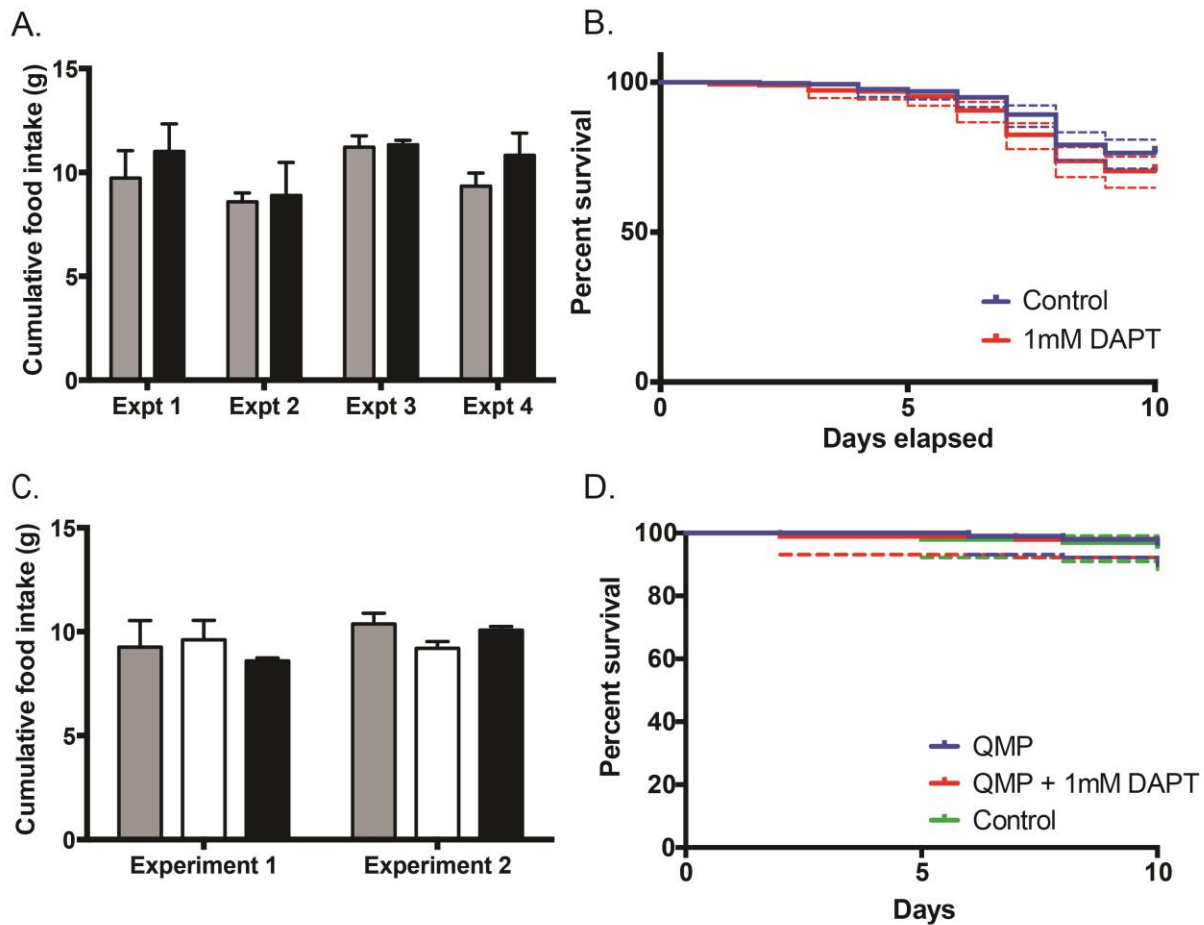 A.
Cumulative food intake (g)
15
10
5
0
Expt 1 Expt 2 Expt 3 Expt 4
B.
Percent survival
100
50
0
Control
1mM DAPT
0 5 10
Days elapsed
C.
Cumulative food intake (g)
15
10
5
0
Experiment 1 Experiment 2
D.
Percent survival
100
80
60
40
20
0
QMP
QMP + 1mM DAPT
Control
0 5 10
Days